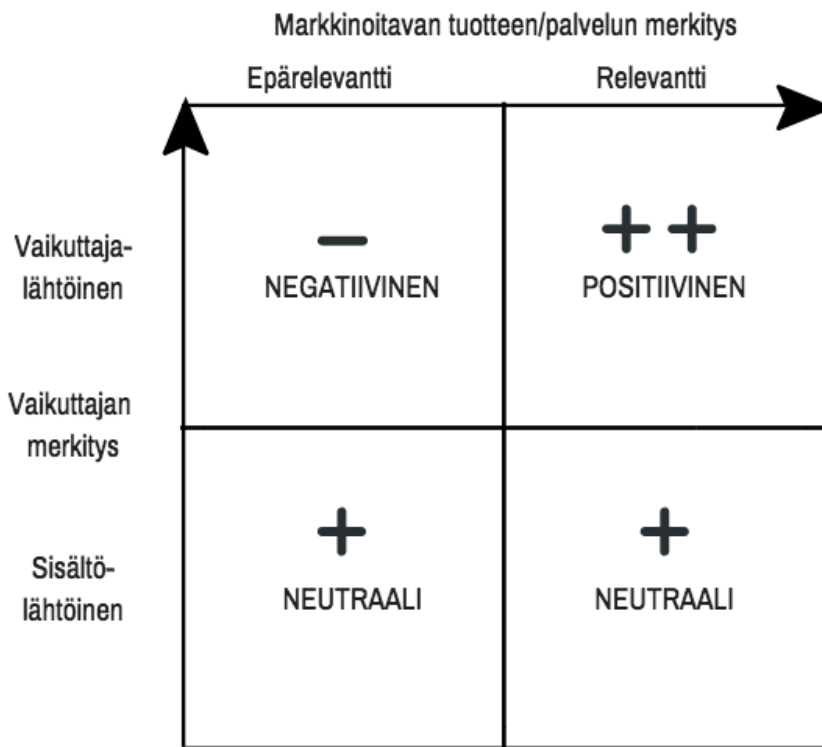 Markkinoitavan tuotteen/palvelun merkitys
Epärelevantti
Relevantti
Vaikuttaja-
lähtöinen
NEGATIIVINEN
POSITIIVINEN
Vaikuttajan
merkitys
Sisältö-
lähtöinen
NEUTRAALI
NEUTRAALI